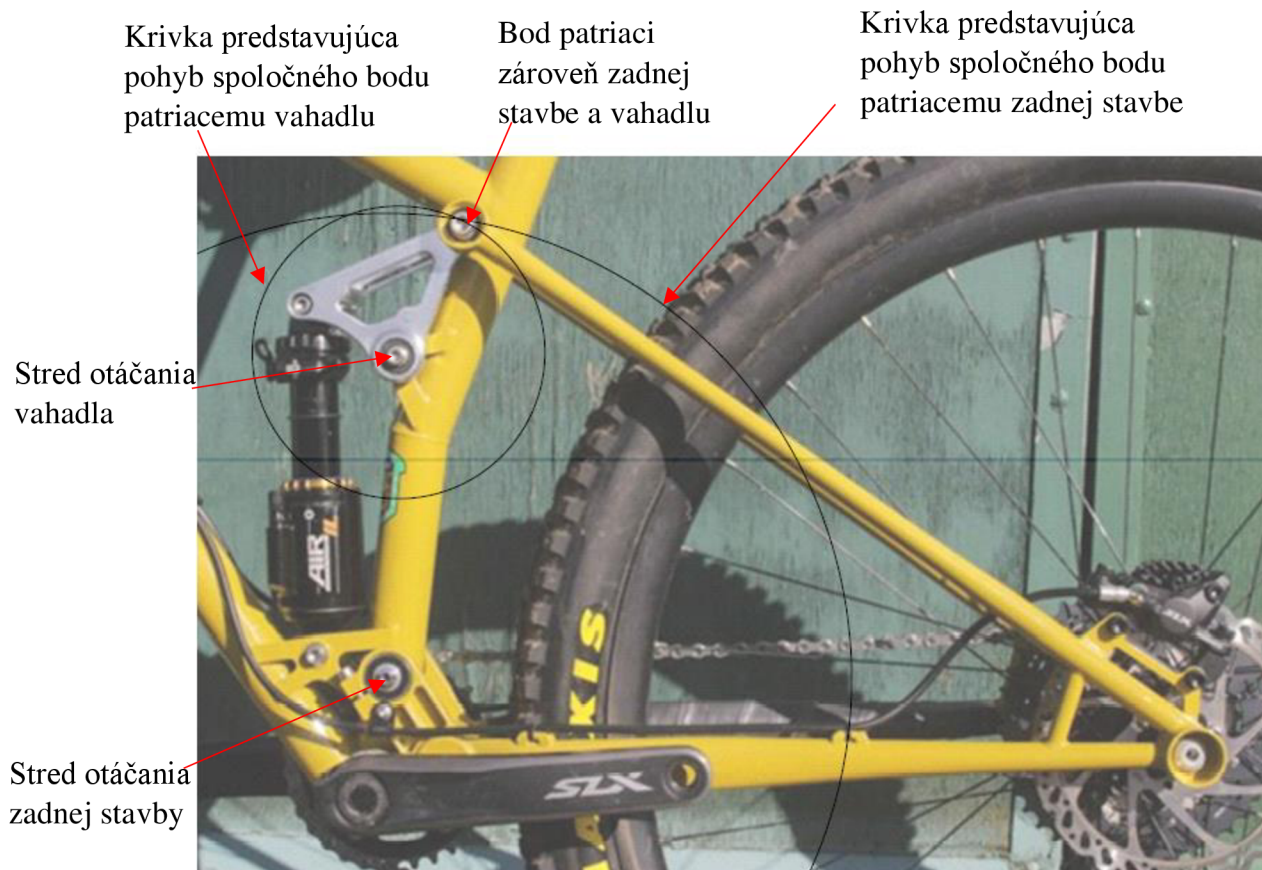 Krivka predstavujúca
pohyb spoločného bodu
patriacemu vahadlu
Bod patriaci
zároveň zadnej
stavbe a vahadlu
Krivka predstavujúca
pohyb spoločného bodu
patriacemu zadnej stavbe
Stred otáčania
vahadla
Stred otáčania
zadnej stavby
AIR
KIS
SZX